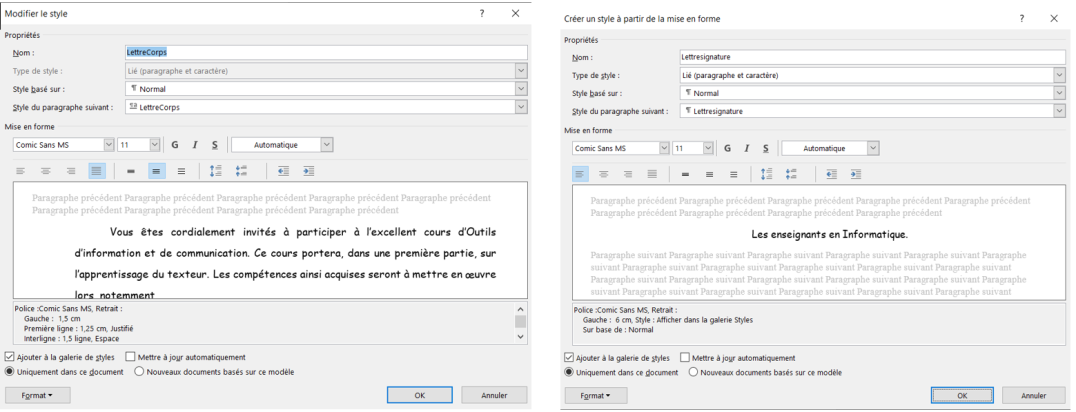 Modifier le style ? ×
Propriétés
Nom : LettreCorps
Type de style : Lié (paragraphe et caractère)
Style basé sur : ¶ Normal
Style du paragraphe suivant : ¶a LettreCorps
Mise en forme
Comic Sans MS 11 G I S Automatique
Paragraphe précédent Paragraphe précédent Paragraphe précédent Paragraphe précédent Paragraphe précédent
Paragraphe précédent Paragraphe précédent Paragraphe précédent Paragraphe précédent
Vous êtes cordialement invités à participer à l'excellent cours d'Outils
d'information et de communication. Ce cours portera, dans une première partie, sur
l'apprentissage du texteur. Les compétences ainsi acquises seront à mettre en œuvre
lors notemment
Police :Comic Sans MS, Retrait :
Gauche : 1,5 cm
Première ligne : 1,25 cm, Justifié
Interligne : 1,5 ligne, Espace
Ajouter à la galerie de styles Mettre à jour automatiquement
Uniquement dans ce document Nouveaux documents basés sur ce modèle
Format OK Annuler
Créer un style à partir de la mise en forme ? ×
Propriétés
Nom : Lettresignature
Type de style : Lié (paragraphe et caractère)
Style basé sur : ¶ Normal
Style du paragraphe suivant : ¶ Lettresignature
Mise en forme
Comic Sans MS 11 G I S Automatique
Paragraphe précédent Paragraphe précédent Paragraphe précédent Paragraphe précédent Paragraphe précédent
Paragraphe précédent Paragraphe précédent Paragraphe précédent Paragraphe précédent
Les enseignants en Informatique.
Paragraphe suivant Paragraphe suivant Paragraphe suivant Paragraphe suivant Paragraphe
suivant Paragraphe suivant Paragraphe suivant Paragraphe suivant Paragraphe suivant
Paragraphe suivant Paragraphe suivant Paragraphe suivant Paragraphe suivant Paragraphe
suivant Paragraphe suivant Paragraphe suivant Paragraphe suivant Paragraphe suivant
Police :Comic Sans MS, Retrait :
Gauche : 6 cm, Style : Afficher dans la galerie Styles
Sur base de : Normal
Ajouter à la galerie de styles Mettre à jour automatiquement
Uniquement dans ce document Nouveaux documents basés sur ce modèle
Format OK Annuler